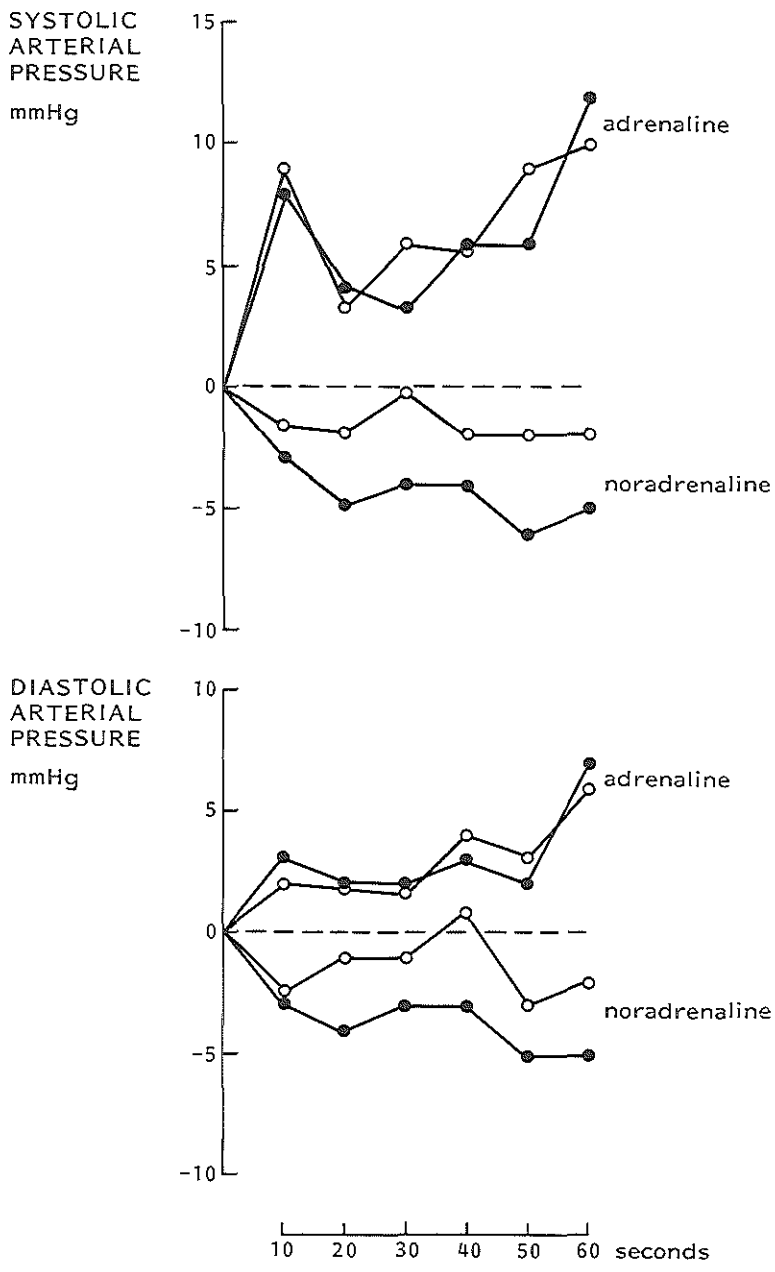 SYSTOLIC
ARTERIAL
PRESSURE
mmHg
15
10
5
0
-5
-10
adrenaline
noradrenaline
DIASTOLIC
ARTERIAL
PRESSURE
mmHg
10
5
0
-5
-10
adrenaline
noradrenaline
10 20 30 40 50 60 seconds